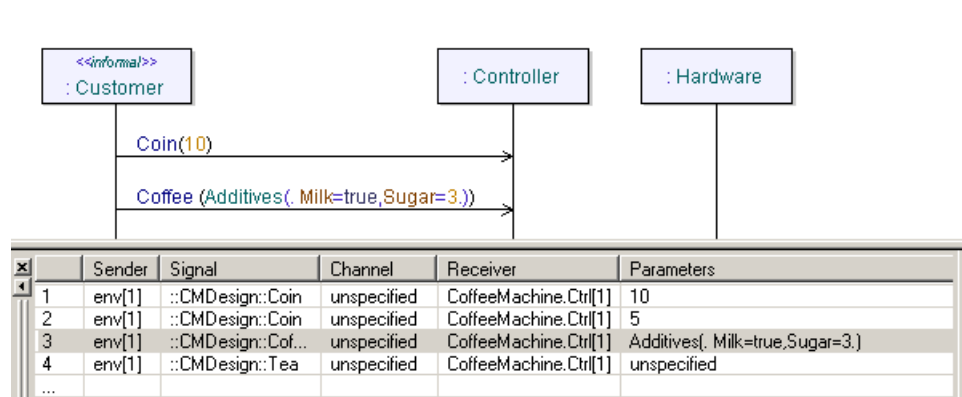 <<informal>>
: Customer
: Controller
: Hardware
Coin(10)
Coffee (Additives(. Milk=true,Sugar=3.))
Sender Signal Channel Receiver Parameters
1 env[1] ::CMDesign::Coin unspecified CoffeeMachine.Ctrl[1] 10
2 env[1] ::CMDesign::Coin unspecified CoffeeMachine.Ctrl[1] 5
3 env[1] ::CMDesign::Cof... unspecified CoffeeMachine.Ctrl[1] Additives(. Milk=true,Sugar=3.)
4 env[1] ::CMDesign::Tea unspecified CoffeeMachine.Ctrl[1] unspecified
...